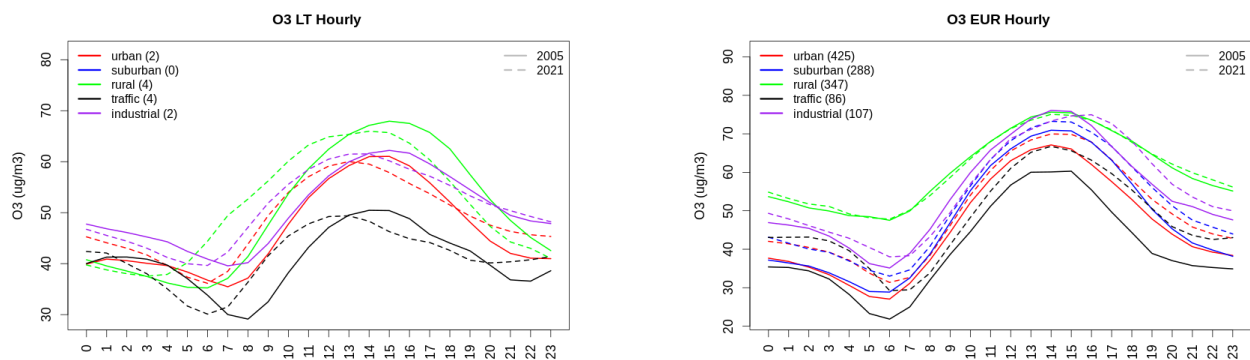 O3 LT Hourly
O3 (ug/m3)
80
70
60
50
40
30
urban (2)
suburban (0)
rural (4)
traffic (4)
industrial (2)
2005
2021
0 1 2 3 4 5 6 7 8 9 10 11 12 13 14 15 16 17 18 19 20 21 22 23
O3 EUR Hourly
O3 (ug/m3)
90
80
70
60
50
40
30
20
urban (425)
suburban (288)
rural (347)
traffic (86)
industrial (107)
2005
2021
0 1 2 3 4 5 6 7 8 9 10 11 12 13 14 15 16 17 18 19 20 21 22 23